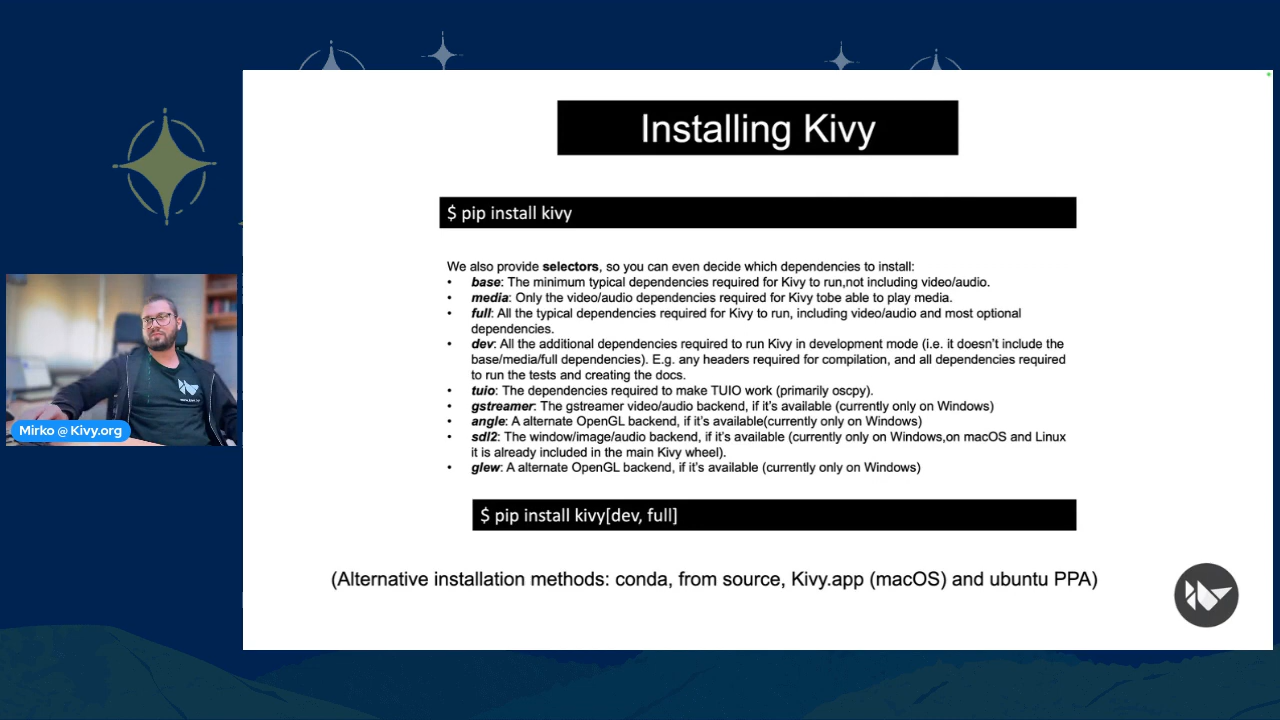 Installing Kivy
$ pip install kivy
We also provide selectors, so you can even decide which dependencies to install:
• base: The minimum typical dependencies required for Kivy to run,not including video/audio.
• media: Only the video/audio dependencies required for Kivy tobe able to play media.
• full: All the typical dependencies required for Kivy to run, including video/audio and most optional
dependencies.
• dev: All the additional dependencies required to run Kivy in development mode (i.e. it doesn't include the
base/media/full dependencies). E.g. any headers required for compilation, and all dependencies required
to run the tests and creating the docs.
• tuio: The dependencies required to make TUIO work (primarily oscpy).
• gstreamer: The gstreamer video/audio backend, if it's available (currently only on Windows)
• angle: A alternate OpenGL backend, if it's available(currently only on Windows)
• sdl2: The window/image/audio backend, if it's available (currently only on Windows,on macOS and Linux
it is already included in the main Kivy wheel).
• glew: A alternate OpenGL backend, if it's available (currently only on Windows)
$ pip install kivy[dev, full]
(Alternative installation methods: conda, from source, Kivy.app (macOS) and ubuntu PPA)
Mirko @ Kivy.org